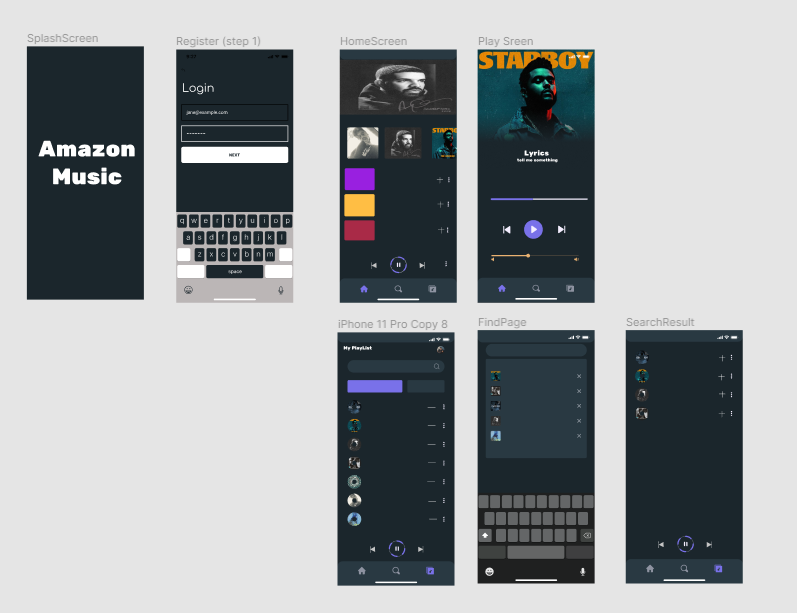 SplashScreen
Register (step 1)
HomeScreen
Play Sreen
Amazon
Music
Login
jane@example.com
NEXT
q w e r t y u i o p
a s d f g h j k l
z x c v b n m
space
STARBOY
STARBOY
Lyrics
tell me something
iPhone 11 Pro Copy 8
FindPage
SearchResult
My PlayList